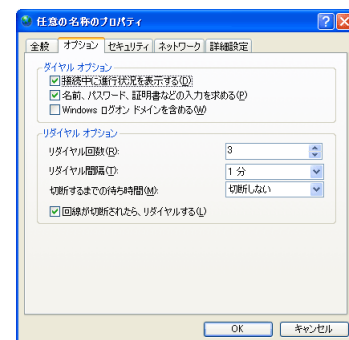 任意の名称のプロパティ
全般 オプション セキュリティ ネットワーク 詳細設定
ダイヤル オプション
接続中に進行状況を表示する(D)
名前、パスワード、証明書などの入力を求める(P)
Windows ログオン ドメインを含める(W)
リダイヤル オプション
リダイヤル回数(R): 3
リダイヤル間隔(T): 1 分
切断するまでの待ち時間(M): 切断しない
回線が切断されたら、リダイヤルする(L)
OK キャンセル